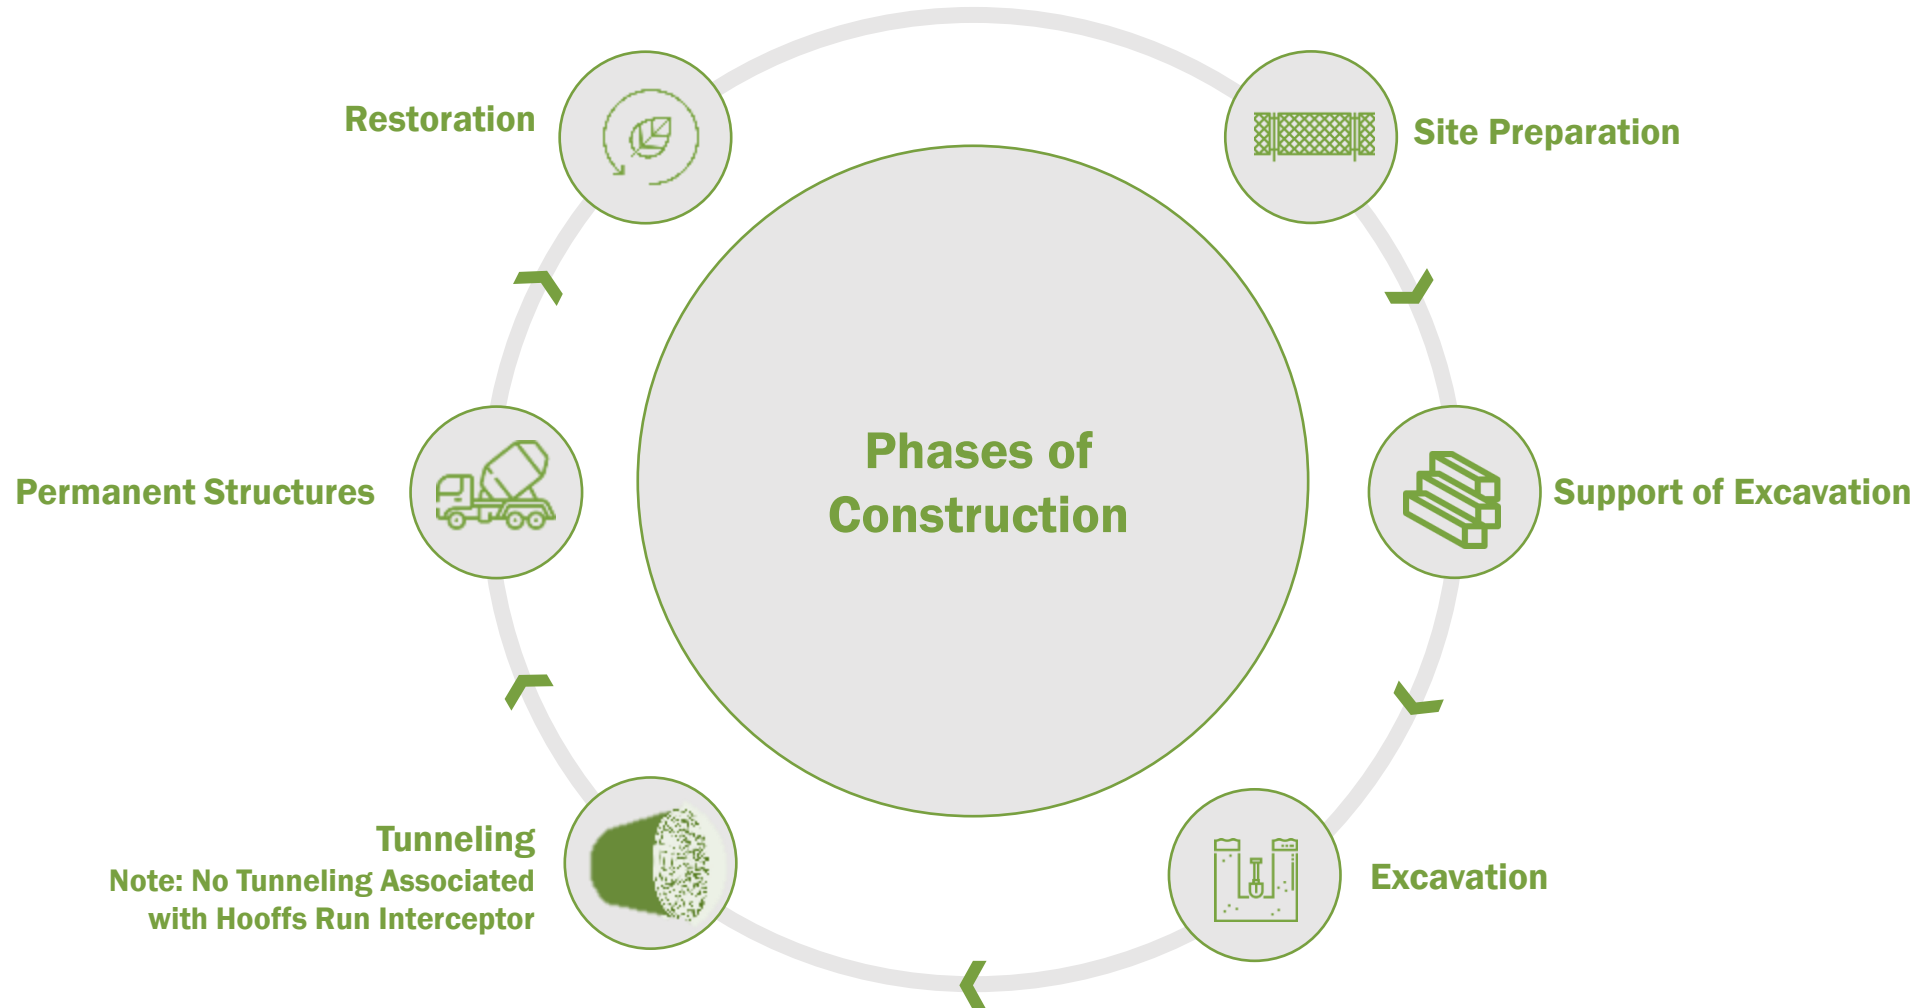 Restoration
Site Preparation
Phases of
Construction
Permanent Structures
Support of Excavation
Tunneling
Note: No Tunneling Associated
with Hooffs Run Interceptor
Excavation